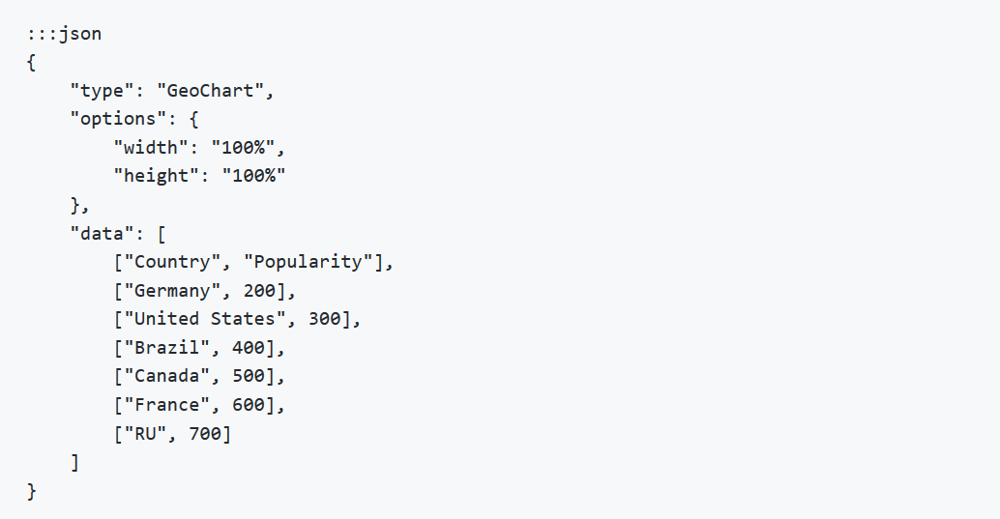 :::json
{
    "type": "GeoChart",
    "options": {
        "width": "100%",
        "height": "100%"
    },
    "data": [
        ["Country", "Popularity"],
        ["Germany", 200],
        ["United States", 300],
        ["Brazil", 400],
        ["Canada", 500],
        ["France", 600],
        ["RU", 700]
    ]
}